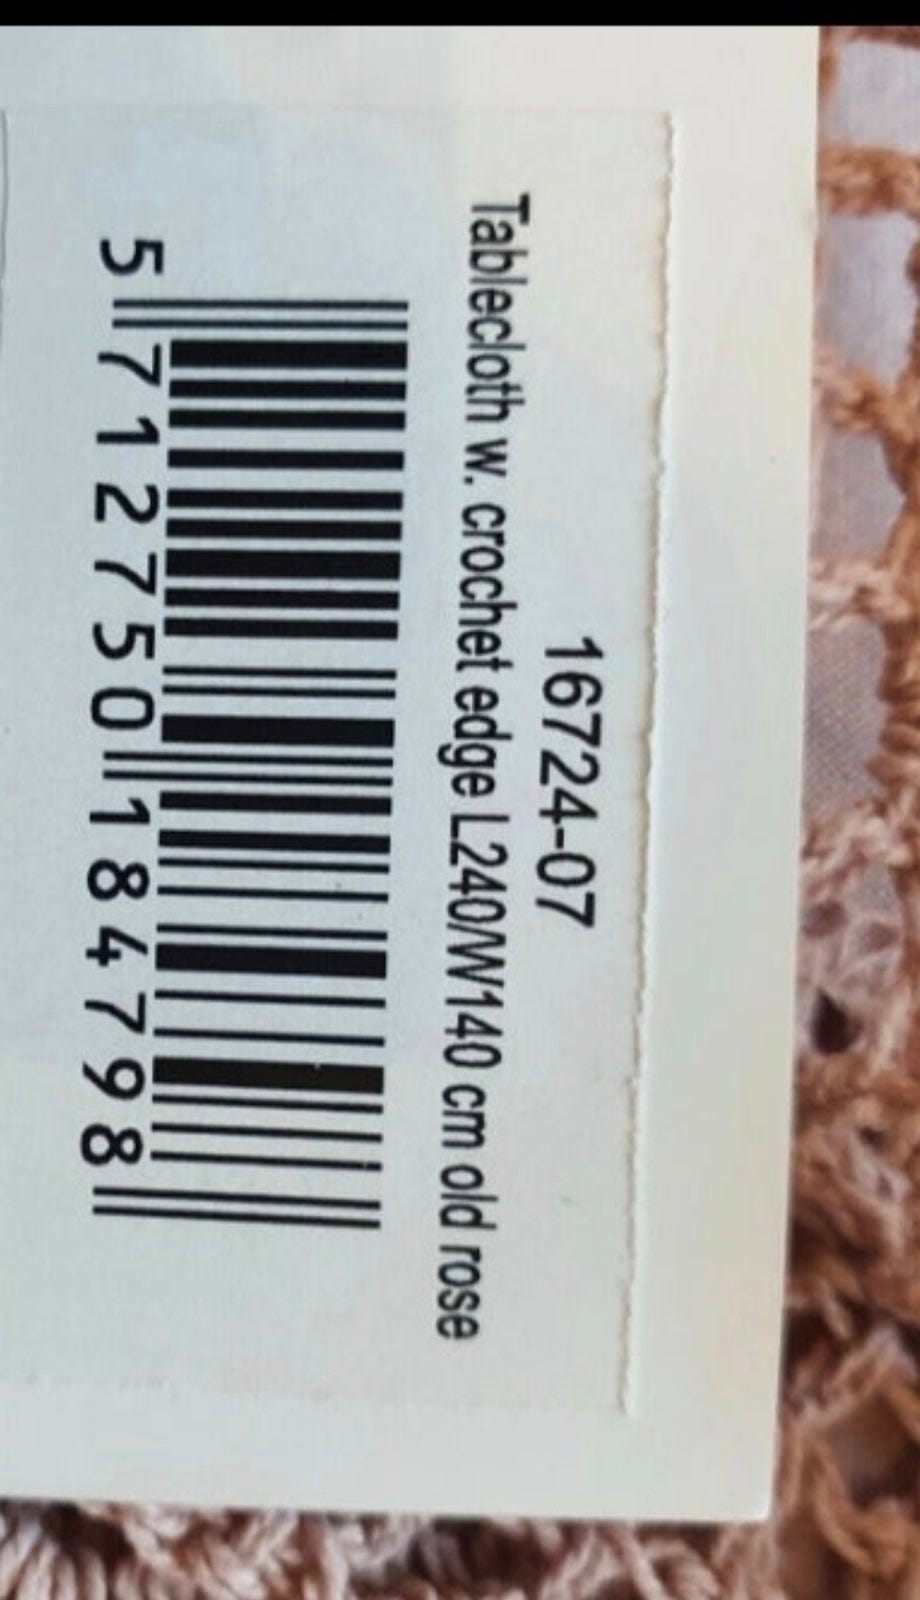 16724-07
Tablecloth w. crochet edge L240/W140 cm old rose
5 712750 184798